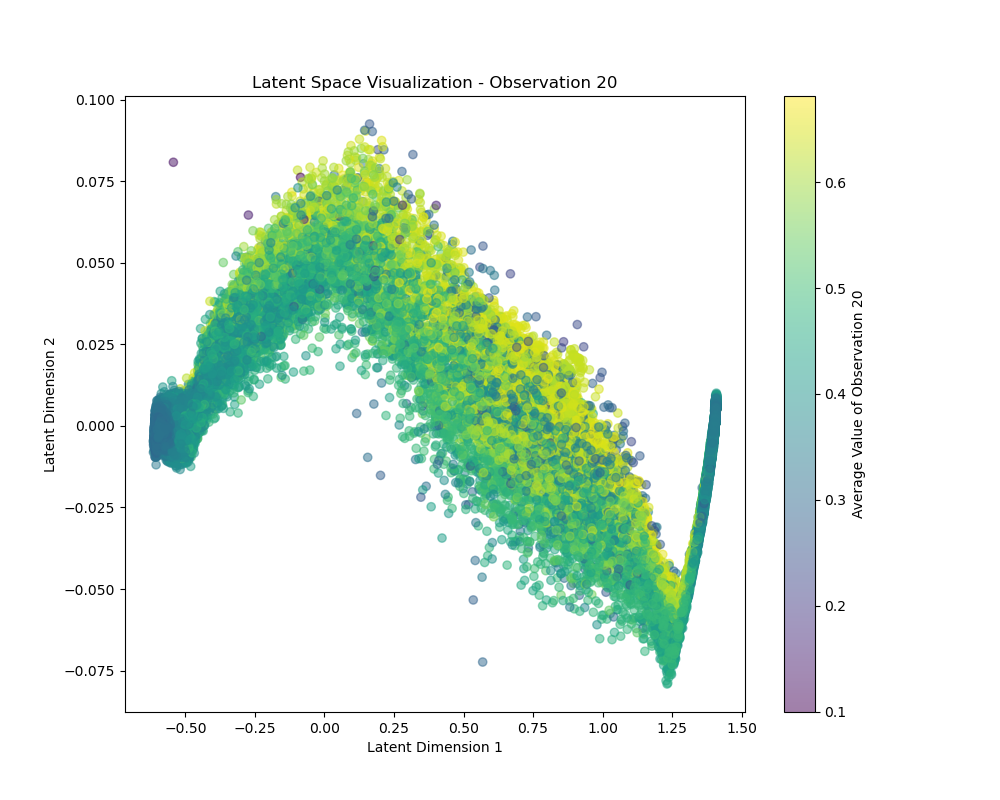 Latent Space Visualization - Observation 20
0.100
0.075
0.050
0.025
0.000
−0.025
−0.050
−0.075
Latent Dimension 2
−0.50 −0.25 0.00 0.25 0.50 0.75 1.00 1.25 1.50
Latent Dimension 1
0.6
0.5
0.4
0.3
0.2
0.1
Average Value of Observation 20